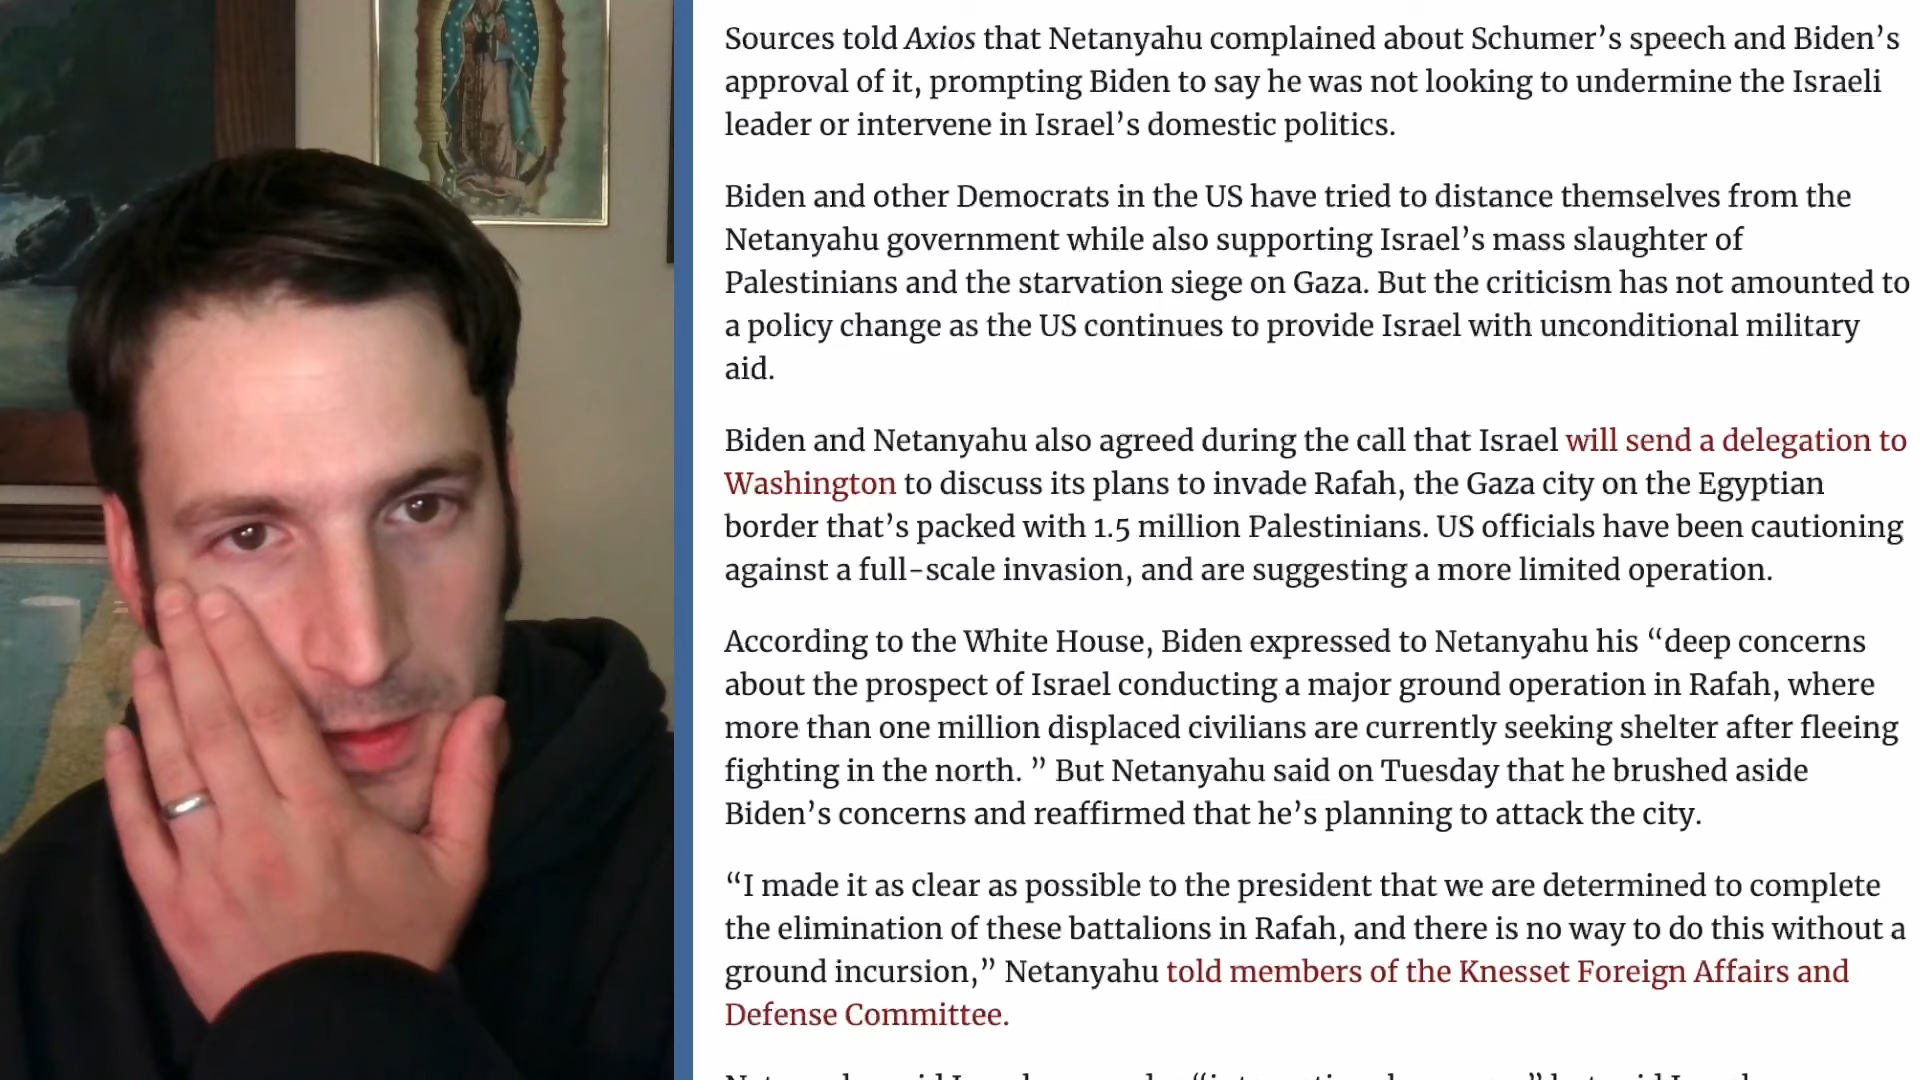 Sources told Axios that Netanyahu complained about Schumer’s speech and Biden’s
approval of it, prompting Biden to say he was not looking to undermine the Israeli
leader or intervene in Israel’s domestic politics.
Biden and other Democrats in the US have tried to distance themselves from the
Netanyahu government while also supporting Israel’s mass slaughter of
Palestinians and the starvation siege on Gaza. But the criticism has not amounted to
a policy change as the US continues to provide Israel with unconditional military
aid.
Biden and Netanyahu also agreed during the call that Israel will send a delegation to
Washington to discuss its plans to invade Rafah, the Gaza city on the Egyptian
border that’s packed with 1.5 million Palestinians. US officials have been cautioning
against a full-scale invasion, and are suggesting a more limited operation.
According to the White House, Biden expressed to Netanyahu his “deep concerns
about the prospect of Israel conducting a major ground operation in Rafah, where
more than one million displaced civilians are currently seeking shelter after fleeing
fighting in the north. ” But Netanyahu said on Tuesday that he brushed aside
Biden’s concerns and reaffirmed that he’s planning to attack the city.
“I made it as clear as possible to the president that we are determined to complete
the elimination of these battalions in Rafah, and there is no way to do this without a
ground incursion,” Netanyahu told members of the Knesset Foreign Affairs and
Defense Committee.